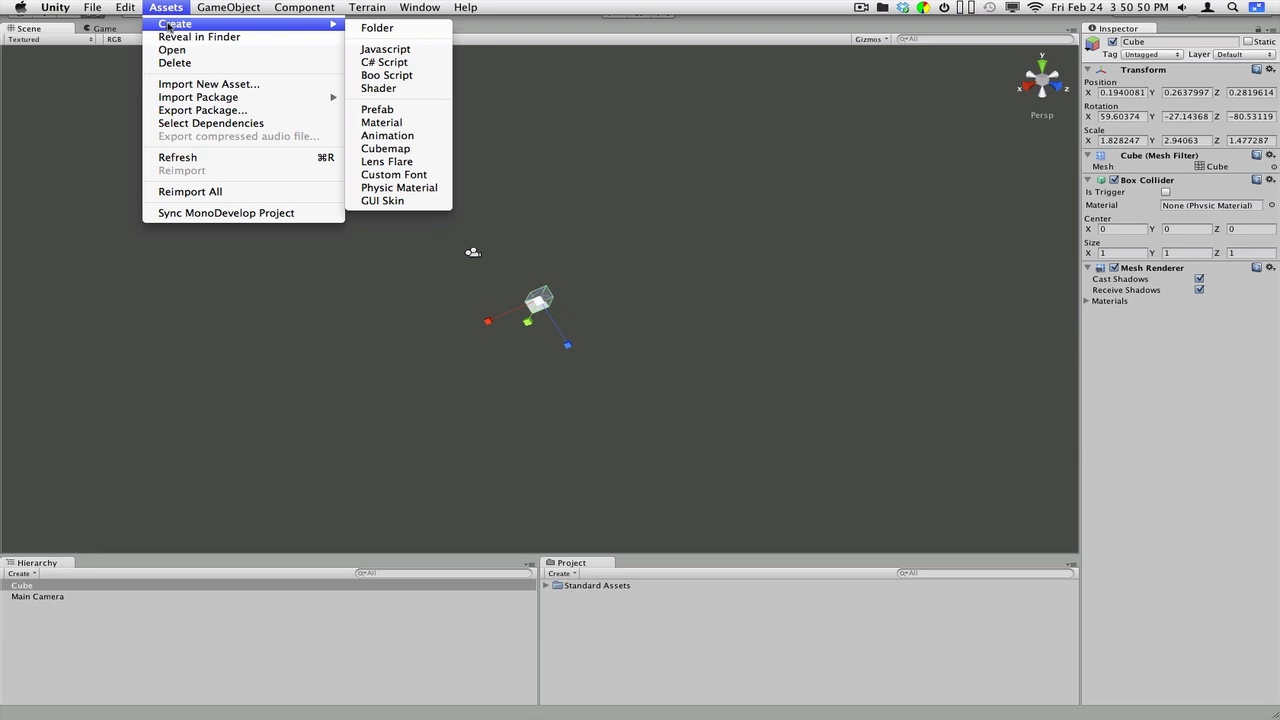 Unity File Edit Assets GameObject Component Terrain Window Help Fri Feb 24 3 50 50 PM
Scene Game
Textured RGB Gizmos All
Create
Reveal in Finder
Open
Delete
Import New Asset...
Import Package
Export Package...
Select Dependencies
Export compressed audio file...
Refresh ⌘R
Reimport
Reimport All
Sync MonoDevelop Project
Folder
Javascript
C# Script
Boo Script
Shader
Prefab
Material
Animation
Cubemap
Lens Flare
Custom Font
Physic Material
GUI Skin
y
x z
Persp
Inspector
Cube Static
Tag Untagged Layer Default
Transform
Position
X 0.1940081 Y 0.2637997 Z 0.2819614
Rotation
X 59.60374 Y -27.14368 Z -80.53119
Scale
X 1.828247 Y 2.94063 Z 1.477287
Cube (Mesh Filter)
Mesh Cube
Box Collider
Is Trigger
Material None (Physic Material)
Center
X 0 Y 0 Z 0
Size
X 1 Y 1 Z 1
Mesh Renderer
Cast Shadows
Receive Shadows
Materials
Hierarchy
Create All
Cube
Main Camera
Project
Create All
Standard Assets